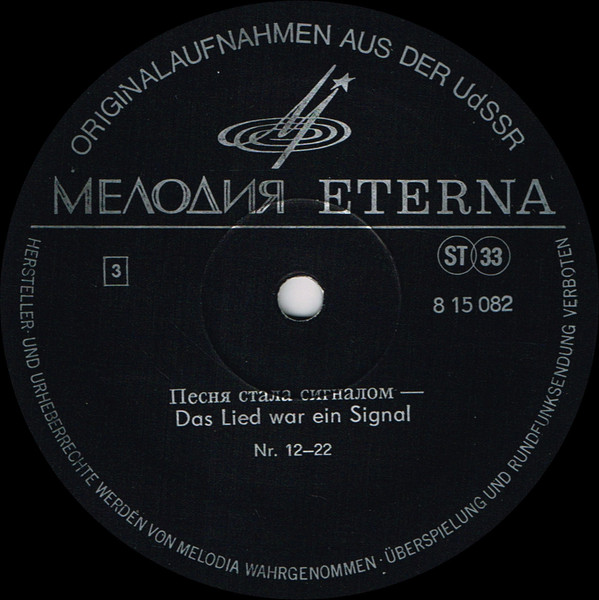 ORIGINALAUFNAHMEN AUS DER UdSSR
МЕЛОДИЯ ETERNA
3
ST 33
8 15 082
Песня стала сигналом —
Das Lied war ein Signal
Nr. 12–22
HERSTELLER- UND URHEBERRECHTE WERDEN VON MELODIA WAHRGENOMMEN · ÜBERSPIELUNG UND RUNDFUNKSENDUNG VERBOTEN